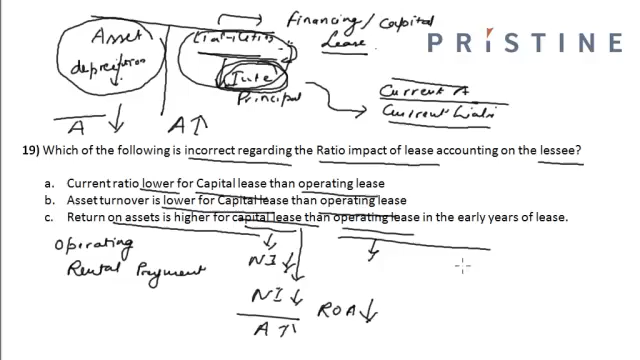 Financing/Capital
Lease
Asset
Liabilities
PRISTINE
depreciation
Inte
Principal
Current A
Current Liabi
A ↓
A ↑
19) Which of the following is incorrect regarding the Ratio impact of lease accounting on the lessee?
a. Current ratio lower for Capital lease than operating lease
b. Asset turnover is lower for Capital lease than operating lease
c. Return on assets is higher for capital lease than operating lease in the early years of lease.
Operating
Rental Payment
NI ↓
NI ↓
A ↑
ROA ↓